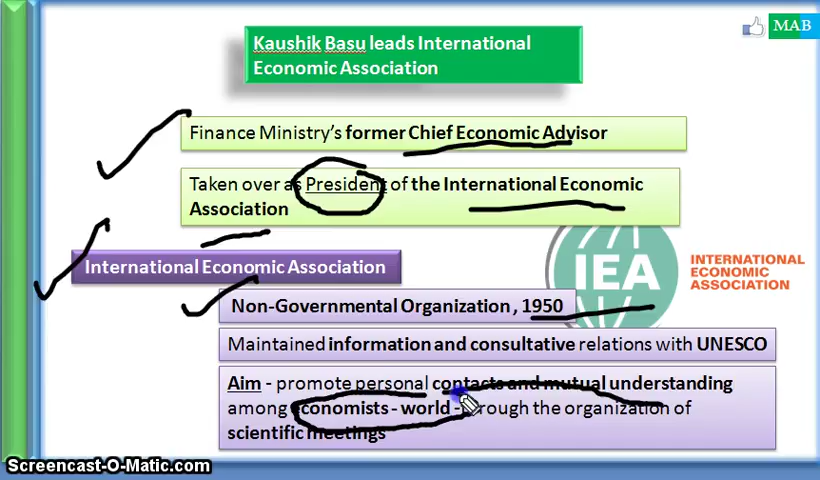 MAB
Kaushik Basu leads International
Economic Association
Finance Ministry's former Chief Economic Advisor
Taken over as President of the International Economic
Association
International Economic Association
IEA
INTERNATIONAL
ECONOMIC
ASSOCIATION
Non-Governmental Organization , 1950
Maintained information and consultative relations with UNESCO
Aim - promote personal contacts and mutual understanding
among economists - world - through the organization of
scientific meetings
Screencast-O-Matic.com